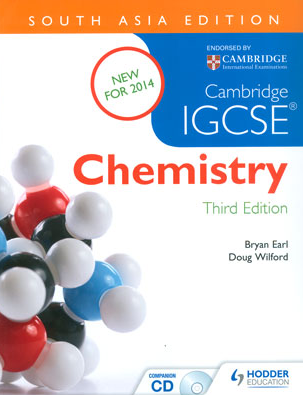 SOUTH ASIA EDITION
ENDORSED BY
CAMBRIDGE
International Examinations
NEW
FOR 2014
Cambridge
IGCSE®
Chemistry
Third Edition
Bryan Earl
Doug Wilford
COMPANION
CD
HODDER
EDUCATION